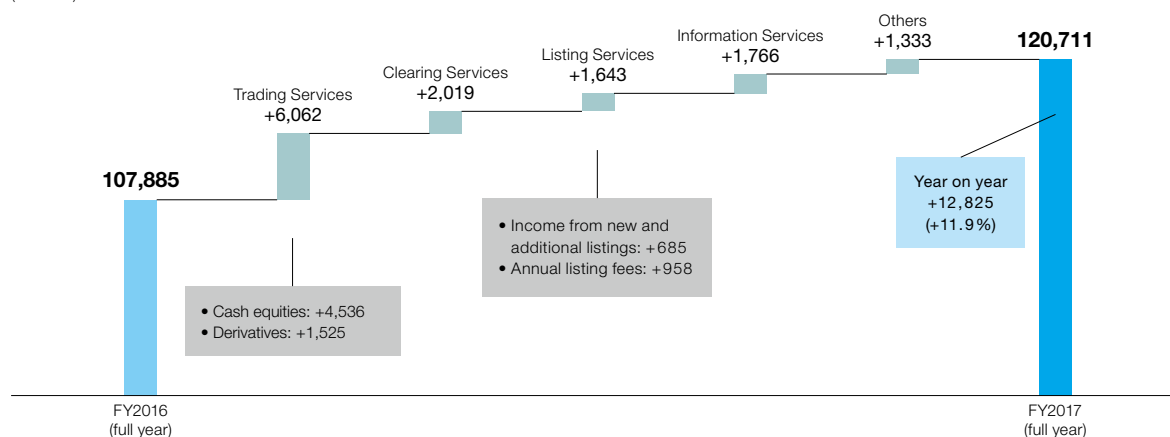 Others
+1,333
120,711
Information Services
+1,766
Listing Services
+1,643
Clearing Services
+2,019
Trading Services
+6,062
107,885
Year on year
+12,825
(+11.9%)
• Income from new and
additional listings: +685
• Annual listing fees: +958
• Cash equities: +4,536
• Derivatives: +1,525
FY2016
(full year)
FY2017
(full year)